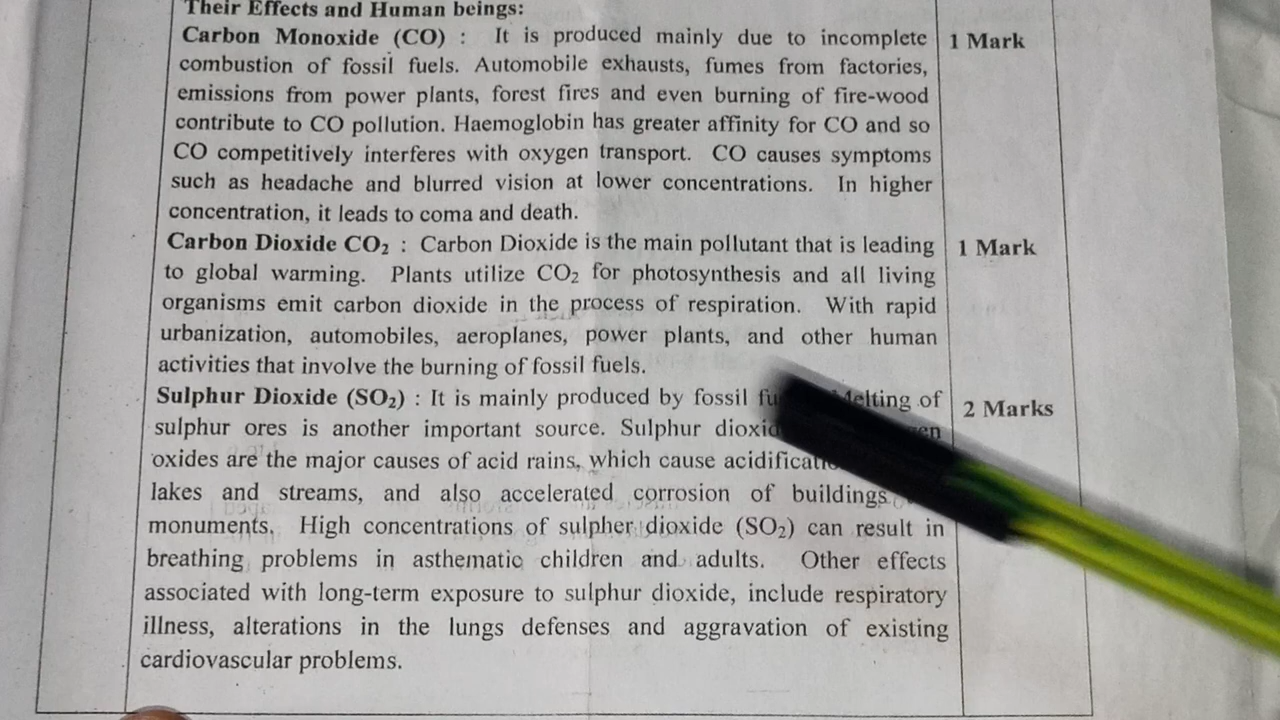 Their Effects and Human beings:
Carbon Monoxide (CO) : It is produced mainly due to incomplete 1 Mark
combustion of fossil fuels. Automobile exhausts, fumes from factories,
emissions from power plants, forest fires and even burning of fire-wood
contribute to CO pollution. Haemoglobin has greater affinity for CO and so
CO competitively interferes with oxygen transport. CO causes symptoms
such as headache and blurred vision at lower concentrations. In higher
concentration, it leads to coma and death.
Carbon Dioxide CO₂ : Carbon Dioxide is the main pollutant that is leading 1 Mark
to global warming. Plants utilize CO₂ for photosynthesis and all living
organisms emit carbon dioxide in the process of respiration. With rapid
urbanization, automobiles, aeroplanes, power plants, and other human
activities that involve the burning of fossil fuels.
Sulphur Dioxide (SO₂) : It is mainly produced by fossil of 2 Marks
sulphur ores is another important source. Sulphur
oxides are the major causes of acid rains, which cause
lakes and streams, and also accelerated corrosion of buildings
monuments. High concentrations of sulpher dioxide (SO₂) can result in
breathing problems in asthematic children and adults. Other effects
associated with long-term exposure to sulphur dioxide, include respiratory
illness, alterations in the lungs defenses and aggravation of existing
cardiovascular problems.